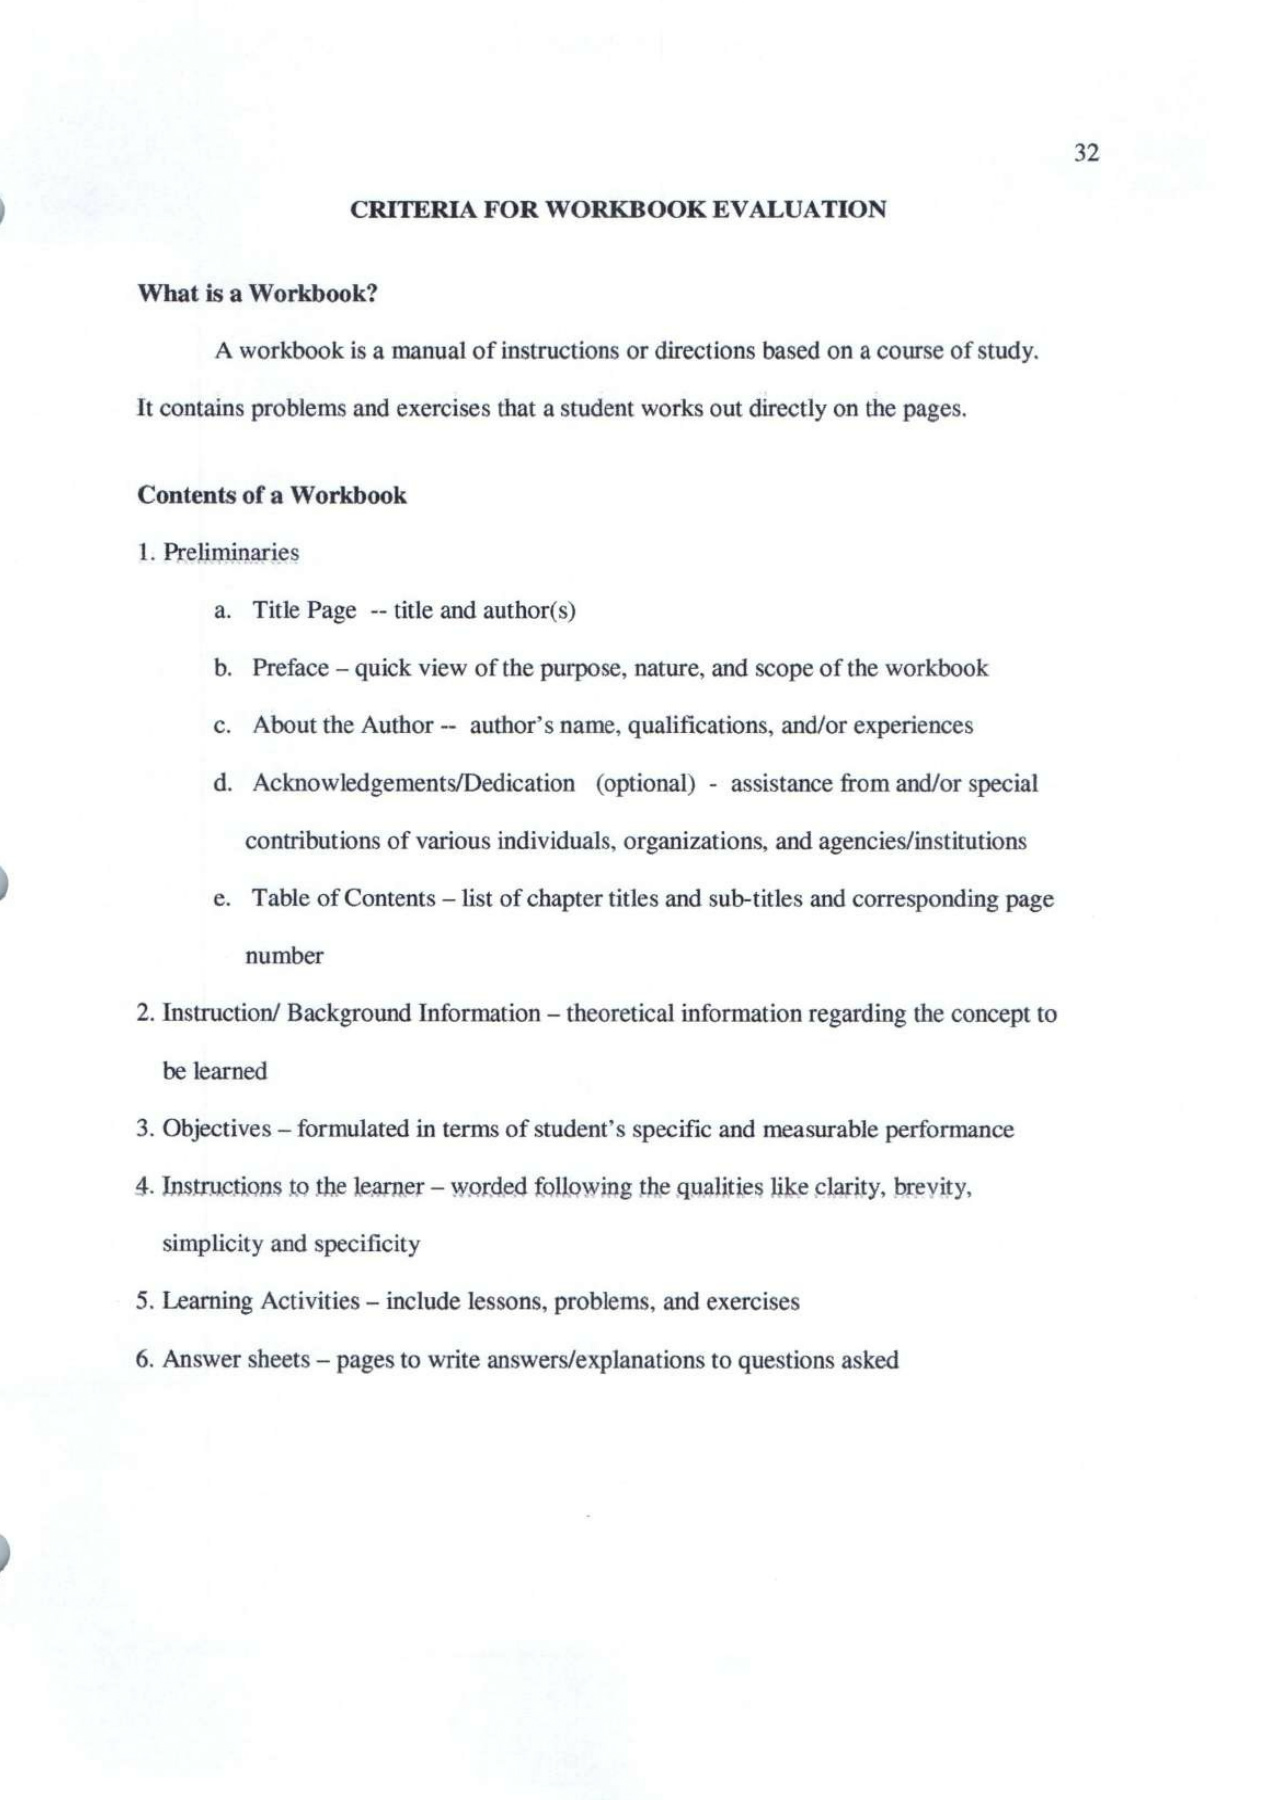 32
CRITERIA FOR WORKBOOK EVALUATION
What is a Workbook?
A workbook is a manual of instructions or directions based on a course of study.
It contains problems and exercises that a student works out directly on the pages.
Contents of a Workbook
1. Preliminaries
a. Title Page -- title and author(s)
b. Preface – quick view of the purpose, nature, and scope of the workbook
c. About the Author -- author's name, qualifications, and/or experiences
d. Acknowledgements/Dedication (optional) - assistance from and/or special
contributions of various individuals, organizations, and agencies/institutions
e. Table of Contents – list of chapter titles and sub-titles and corresponding page
number
2. Instruction/ Background Information – theoretical information regarding the concept to
be learned
3. Objectives – formulated in terms of student's specific and measurable performance
4. Instructions to the learner – worded following the qualities like clarity, brevity,
simplicity and specificity
5. Learning Activities – include lessons, problems, and exercises
6. Answer sheets – pages to write answers/explanations to questions asked